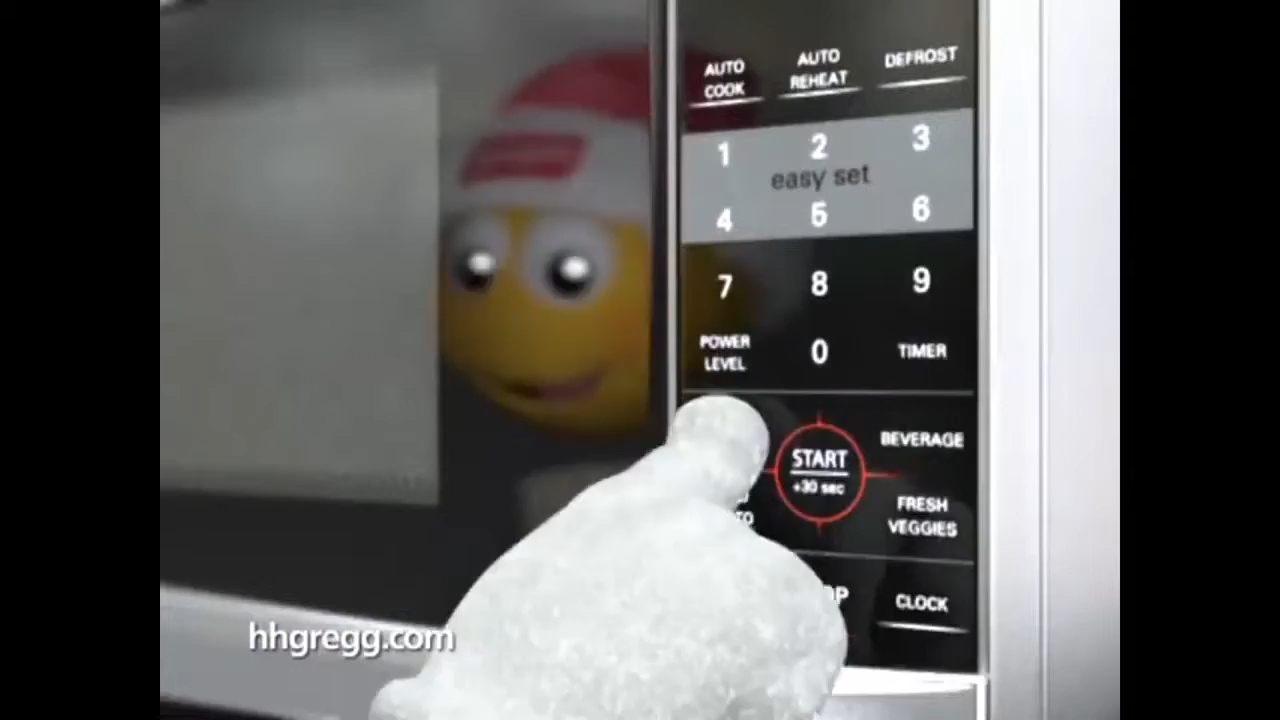 AUTO
COOK
AUTO
REHEAT
DEFROST
1 2 3
easy set
4 5 6
7 8 9
POWER
LEVEL
0
TIMER
START
+30 sec
BEVERAGE
FRESH
VEGGIES
CLOCK
hhgregg.com